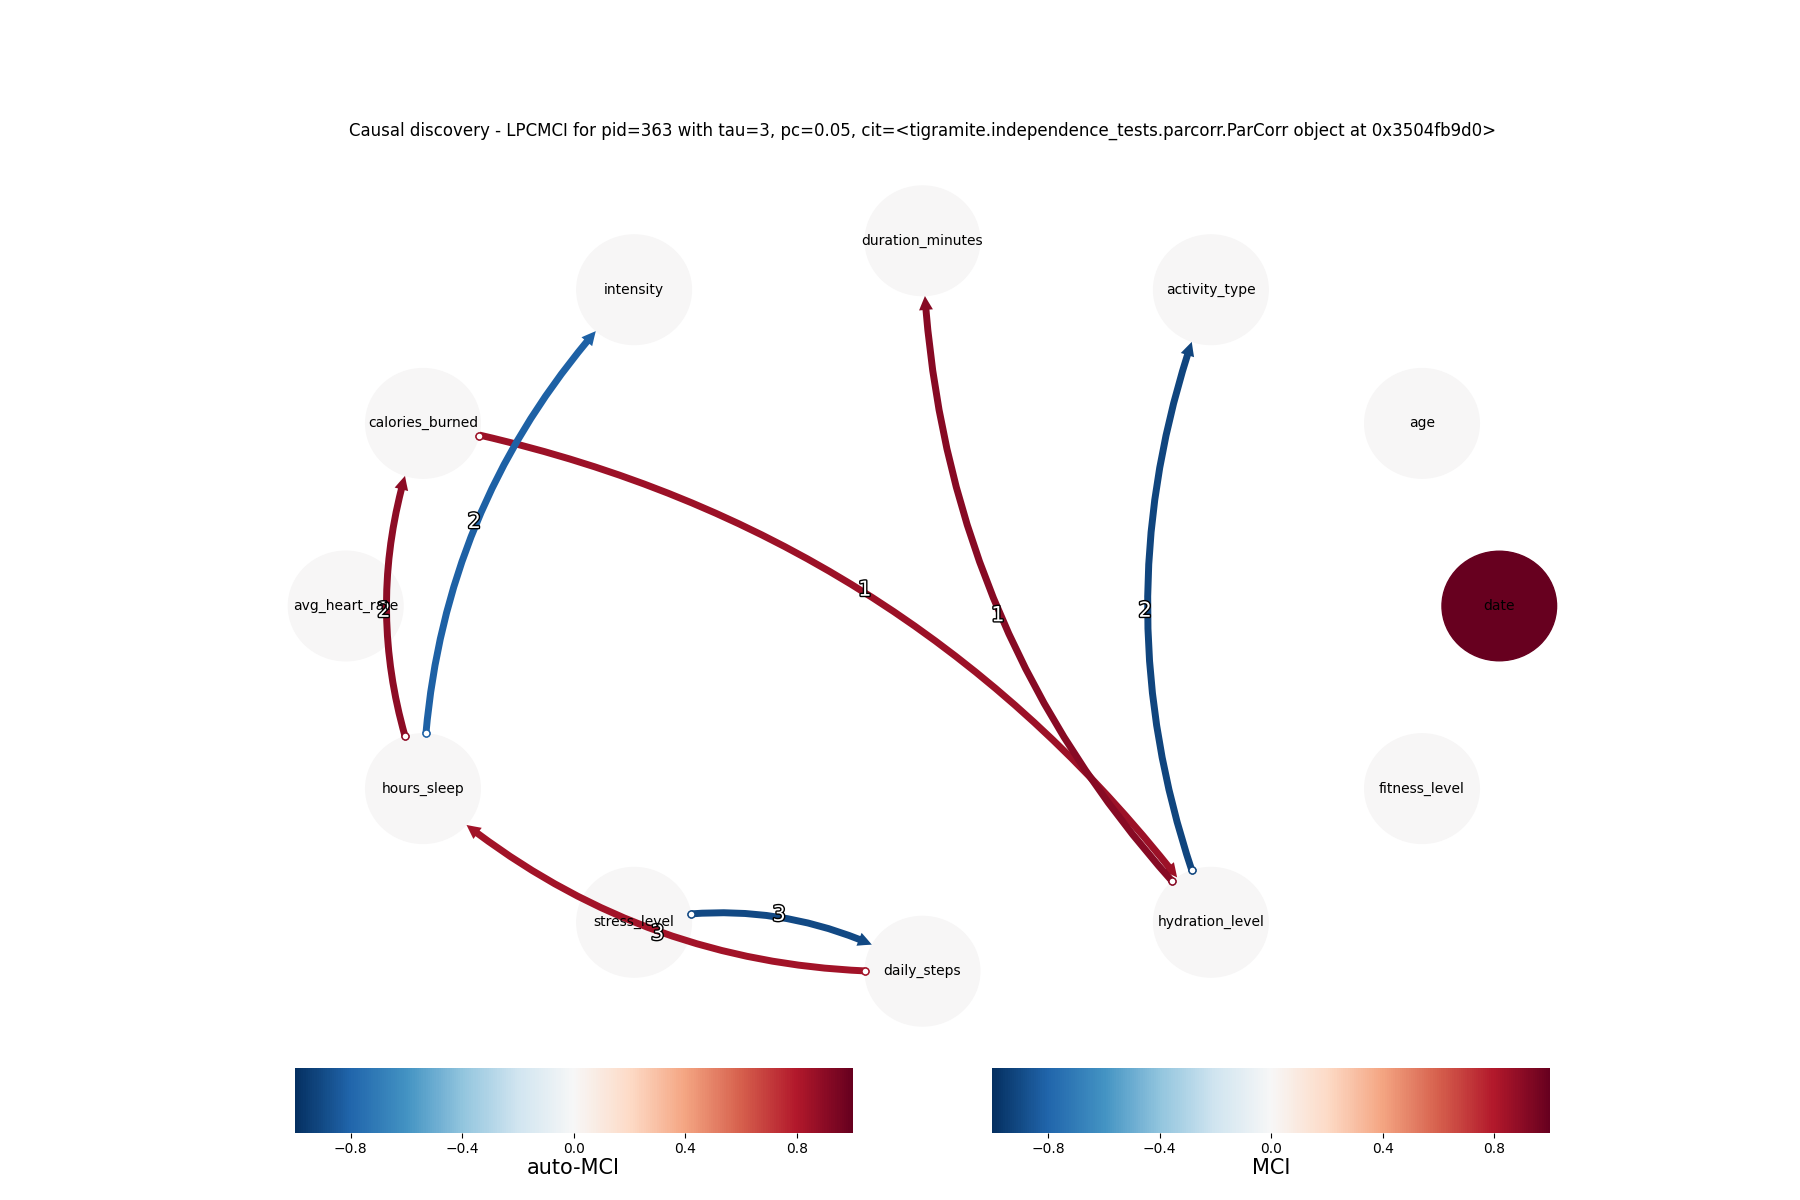 Causal discovery - LPCMCI for pid=363 with tau=3, pc=0.05, cit=<tigramite.independence_tests.parcorr.ParCorr object at 0x3504fb9d0>
duration_minutes
intensity
activity_type
calories_burned
age
2
1
avg_heart_rate
2
1
2
date
hours_sleep
fitness_level
stress_level
3
3
hydration_level
daily_steps
−0.8 −0.4 0.0 0.4 0.8
auto-MCI
−0.8 −0.4 0.0 0.4 0.8
MCI